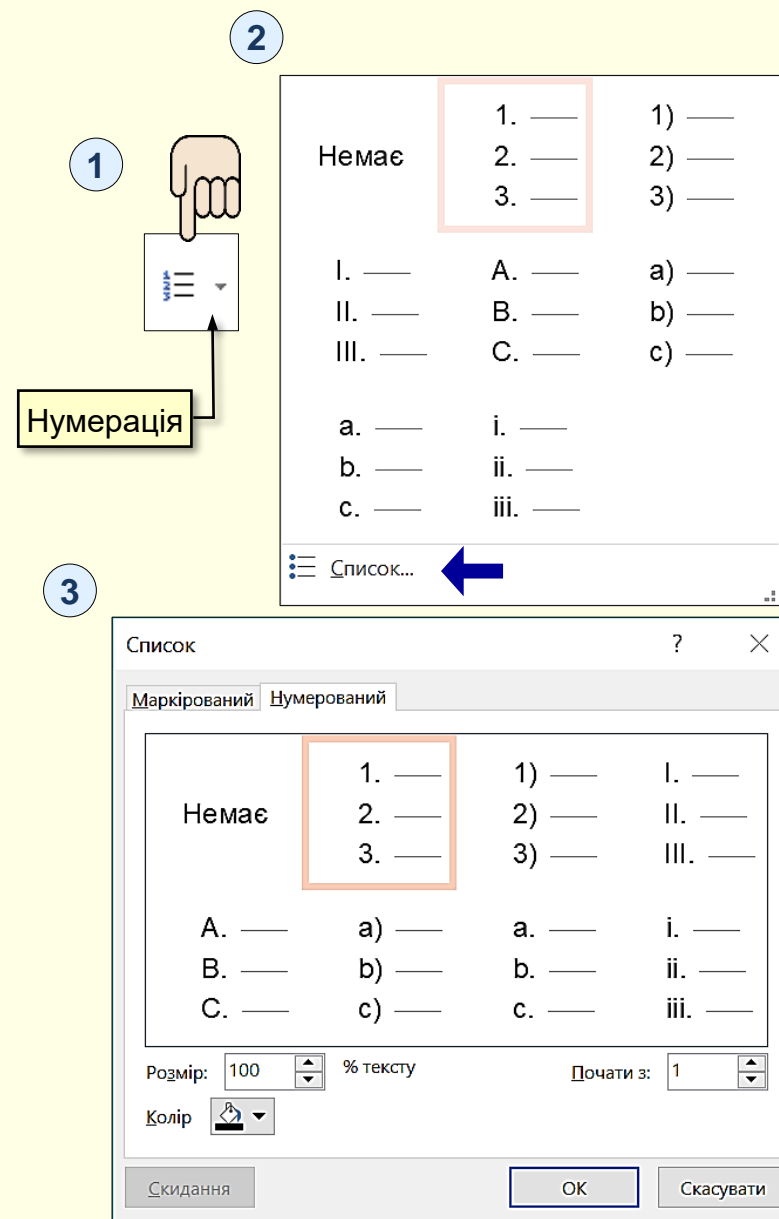 2
1
Немає
1.
2.
3.
1)
2)
3)
I.
II.
III.
A.
B.
C.
a)
b)
c)
a.
b.
c.
i.
ii.
iii.
Нумерація
Список...
3
Список ?
Маркірований Нумерований
Немає
1.
2.
3.
1)
2)
3)
I.
II.
III.
A.
B.
C.
a)
b)
c)
a.
b.
c.
i.
ii.
iii.
Розмір: 100 % тексту Почати з: 1
Колір
Скидання ОК Скасувати